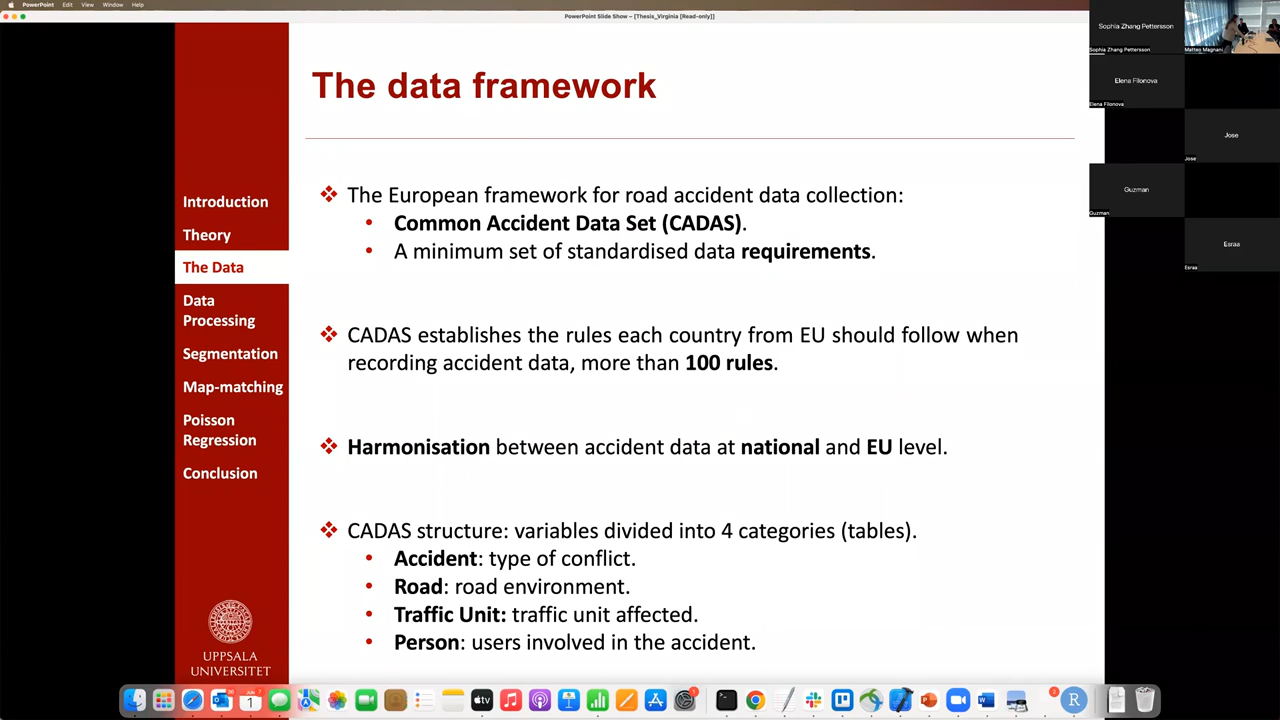 PowerPoint Edit View Window Help
PowerPoint Slide Show – [Thesis_Virginia [Read-only]]
The data framework
Introduction
Theory
The Data
Data
Processing
Segmentation
Map-matching
Poisson
Regression
Conclusion
UPPSALA
UNIVERSITET
❖ The European framework for road accident data collection:
• Common Accident Data Set (CADAS).
• A minimum set of standardised data requirements.
❖ CADAS establishes the rules each country from EU should follow when
recording accident data, more than 100 rules.
❖ Harmonisation between accident data at national and EU level.
❖ CADAS structure: variables divided into 4 categories (tables).
• Accident: type of conflict.
• Road: road environment.
• Traffic Unit: traffic unit affected.
• Person: users involved in the accident.
Sophia Zhang Pettersson
Sophia Zhang Pettersson
Matteo Magnani
Elena Filonova
Elena Filonova
Jose
Jose
Guzman
Guzman
Esraa
Esraa